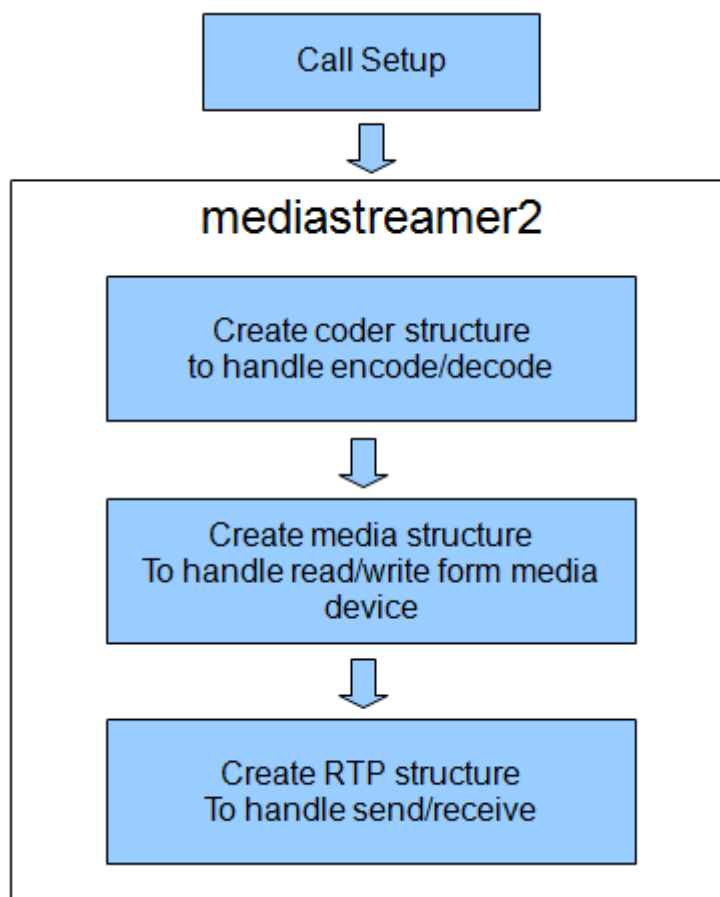 Call Setup
mediastreamer2
Create coder structure
to handle encode/decode
Create media structure
To handle read/write form media
device
Create RTP structure
To handle send/receive